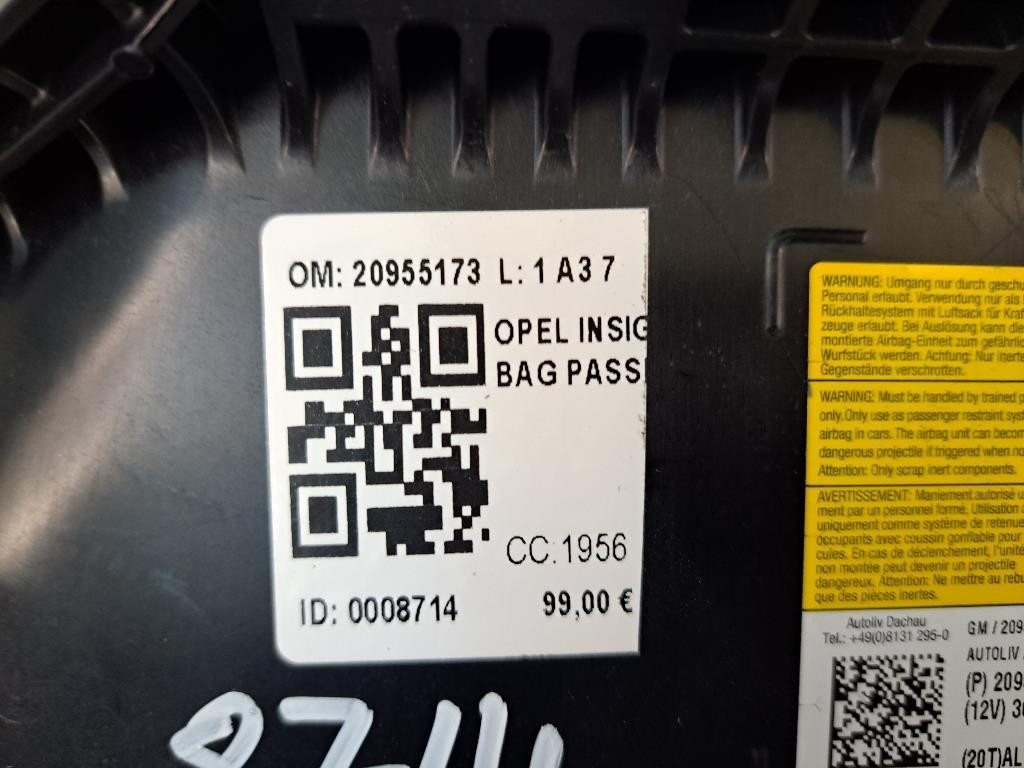 OM: 20955173 L: 1 A3 7
OPEL INSIG
BAG PASS
CC:1956
ID: 0008714
99,00 €
WARNUNG: Umgang nur durch geschu
Personal erlaubt. Verwendung nur als
Rückhaltesystem mit Luftsack für Kraf
zeuge erlaubt. Bei Auslösung kann die
montierte Airbag-Einheit zum gefährlic
Wurfstück werden. Achtung: Nur inerte
Gegenstände verschrotten.
WARNING: Must be handled by trained p
only. Only use as passenger restraint syst
airbag in cars. The airbag unit can becom
dangerous projectile if triggered when no
Attention: Only scrap inert components.
AVERTISSEMENT: Maniement autorisé u
ment par un personnel formé. Utilisation a
uniquement comme système de retenue
occupants avec coussin gonflable pour
cules. En cas de déclenchement, l'unité
non montée peut devenir un projectile
dangereux. Attention: Ne mettre au rebu
que des pièces inertes.
Autoliv Dachau
Tel.: +49(0)8131 295-0
GM / 209
AUTOLIV
(P) 209
(12V) 3
(20T)AL